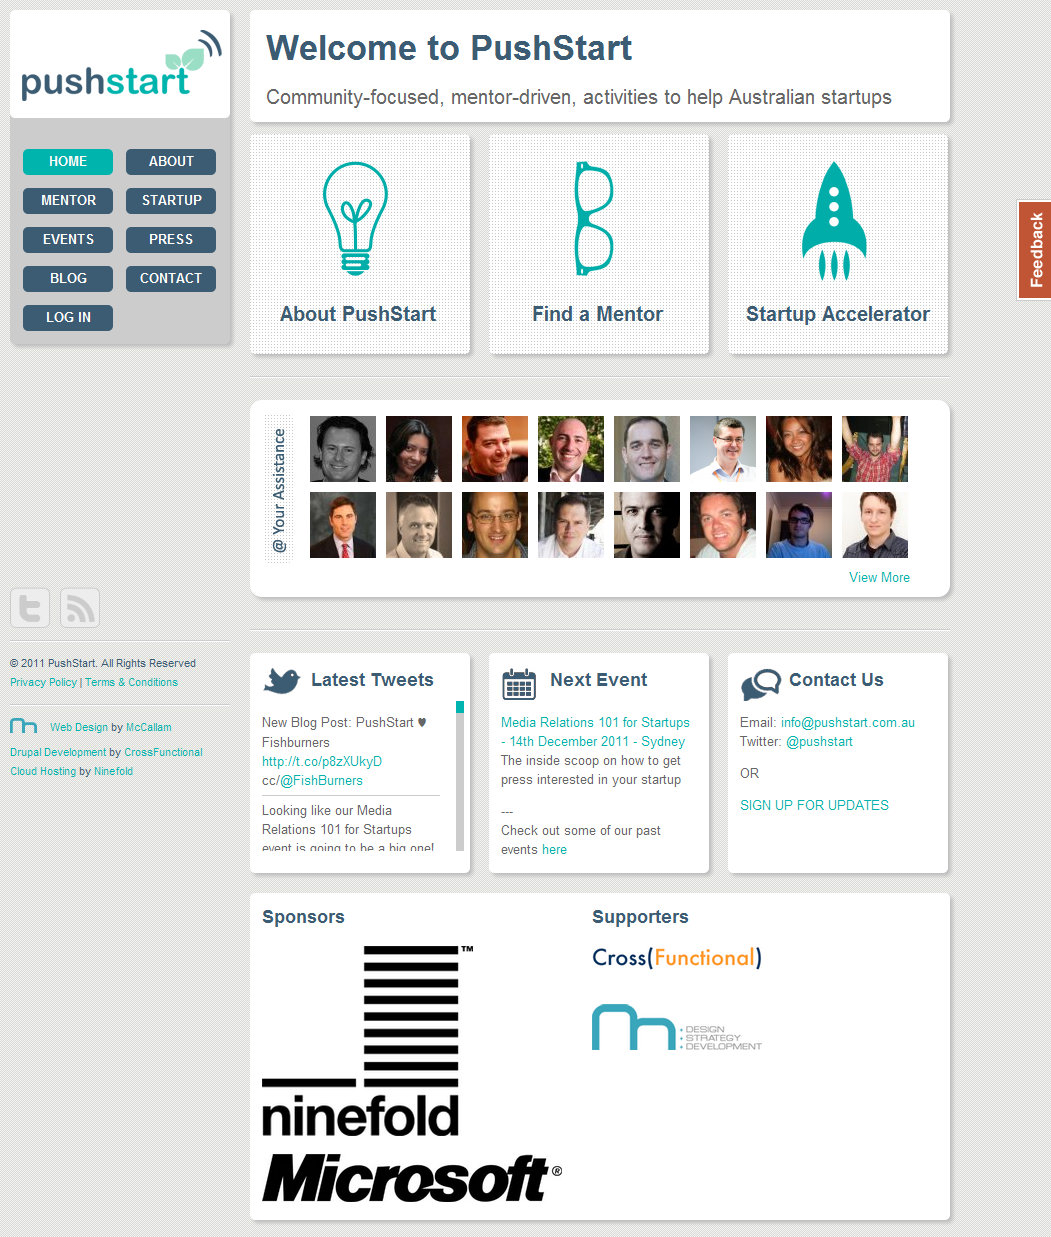 pushstart
HOME
ABOUT
MENTOR
STARTUP
EVENTS
PRESS
BLOG
CONTACT
LOG IN
Welcome to PushStart
Community-focused, mentor-driven, activities to help Australian startups
About PushStart
Find a Mentor
Startup Accelerator
Feedback
@ Your Assistance
View More
© 2011 PushStart. All Rights Reserved
Privacy Policy | Terms & Conditions
Web Design by McCallam
Drupal Development by CrossFunctional
Cloud Hosting by Ninefold
Latest Tweets
New Blog Post: PushStart ♥
Fishburners
http://t.co/p8zXUkyD
cc/@FishBurners
Looking like our Media
Relations 101 for Startups
event is going to be a big one!
Next Event
Media Relations 101 for Startups
- 14th December 2011 - Sydney
The inside scoop on how to get
press interested in your startup
---
Check out some of our past
events here
Contact Us
Email: info@pushstart.com.au
Twitter: @pushstart
OR
SIGN UP FOR UPDATES
Sponsors
ninefold™
Microsoft®
Supporters
Cross(Functional)
: DESIGN
: STRATEGY
: DEVELOPMENT